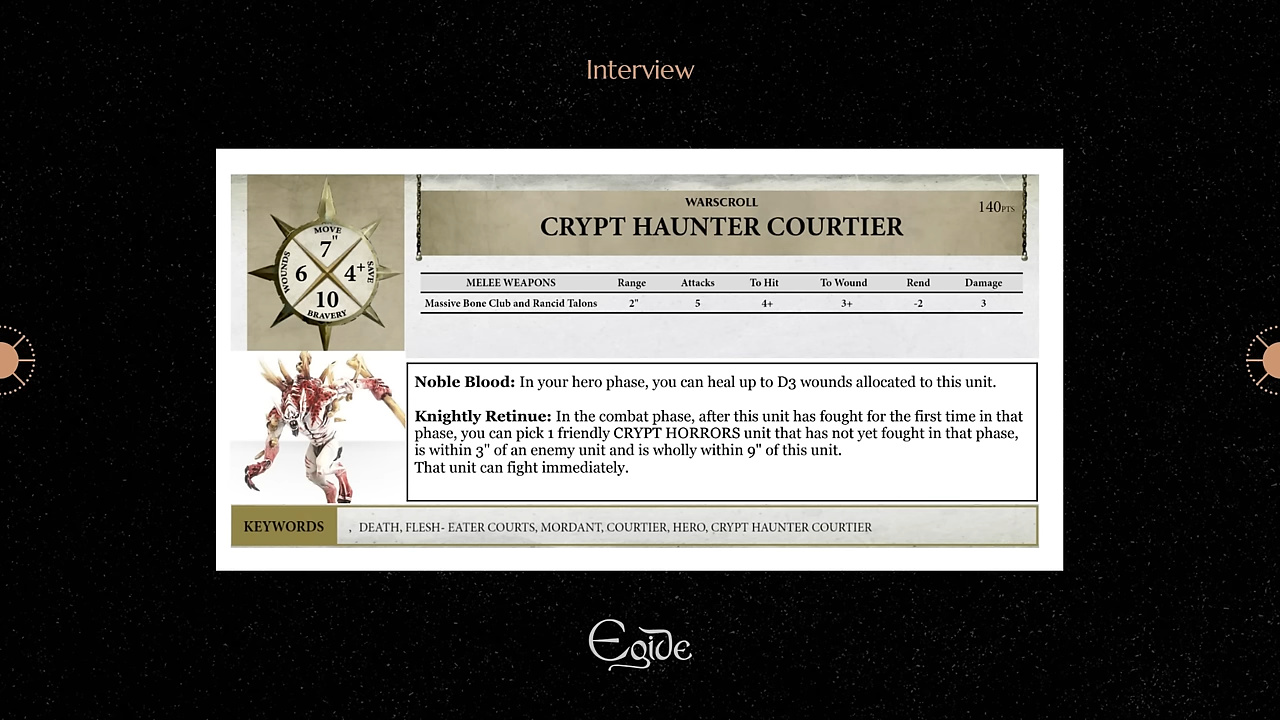 Interview
WARSCROLL
140PTS
CRYPT HAUNTER COURTIER
MOVE
7"
WOUNDS
6
4+
SAVE
10
BRAVERY
MELEE WEAPONS Range Attacks To Hit To Wound Rend Damage
Massive Bone Club and Rancid Talons 2" 5 4+ 3+ -2 3
Noble Blood: In your hero phase, you can heal up to D3 wounds allocated to this unit.
Knightly Retinue: In the combat phase, after this unit has fought for the first time in that
phase, you can pick 1 friendly CRYPT HORRORS unit that has not yet fought in that phase,
is within 3" of an enemy unit and is wholly within 9" of this unit.
That unit can fight immediately.
KEYWORDS , DEATH, FLESH- EATER COURTS, MORDANT, COURTIER, HERO, CRYPT HAUNTER COURTIER
Egide